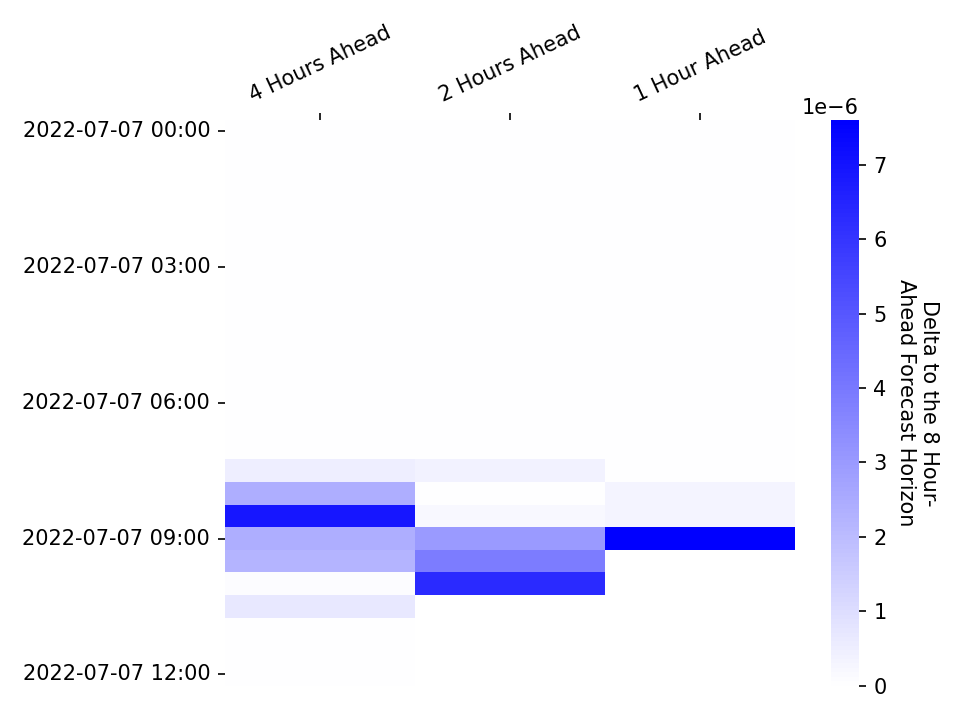 4 Hours Ahead
2 Hours Ahead
1 Hour Ahead
1e−6
2022-07-07 00:00
2022-07-07 03:00
2022-07-07 06:00
2022-07-07 09:00
2022-07-07 12:00
7
6
5
4
3
2
1
0
Delta to the 8 Hour-
Ahead Forecast Horizon